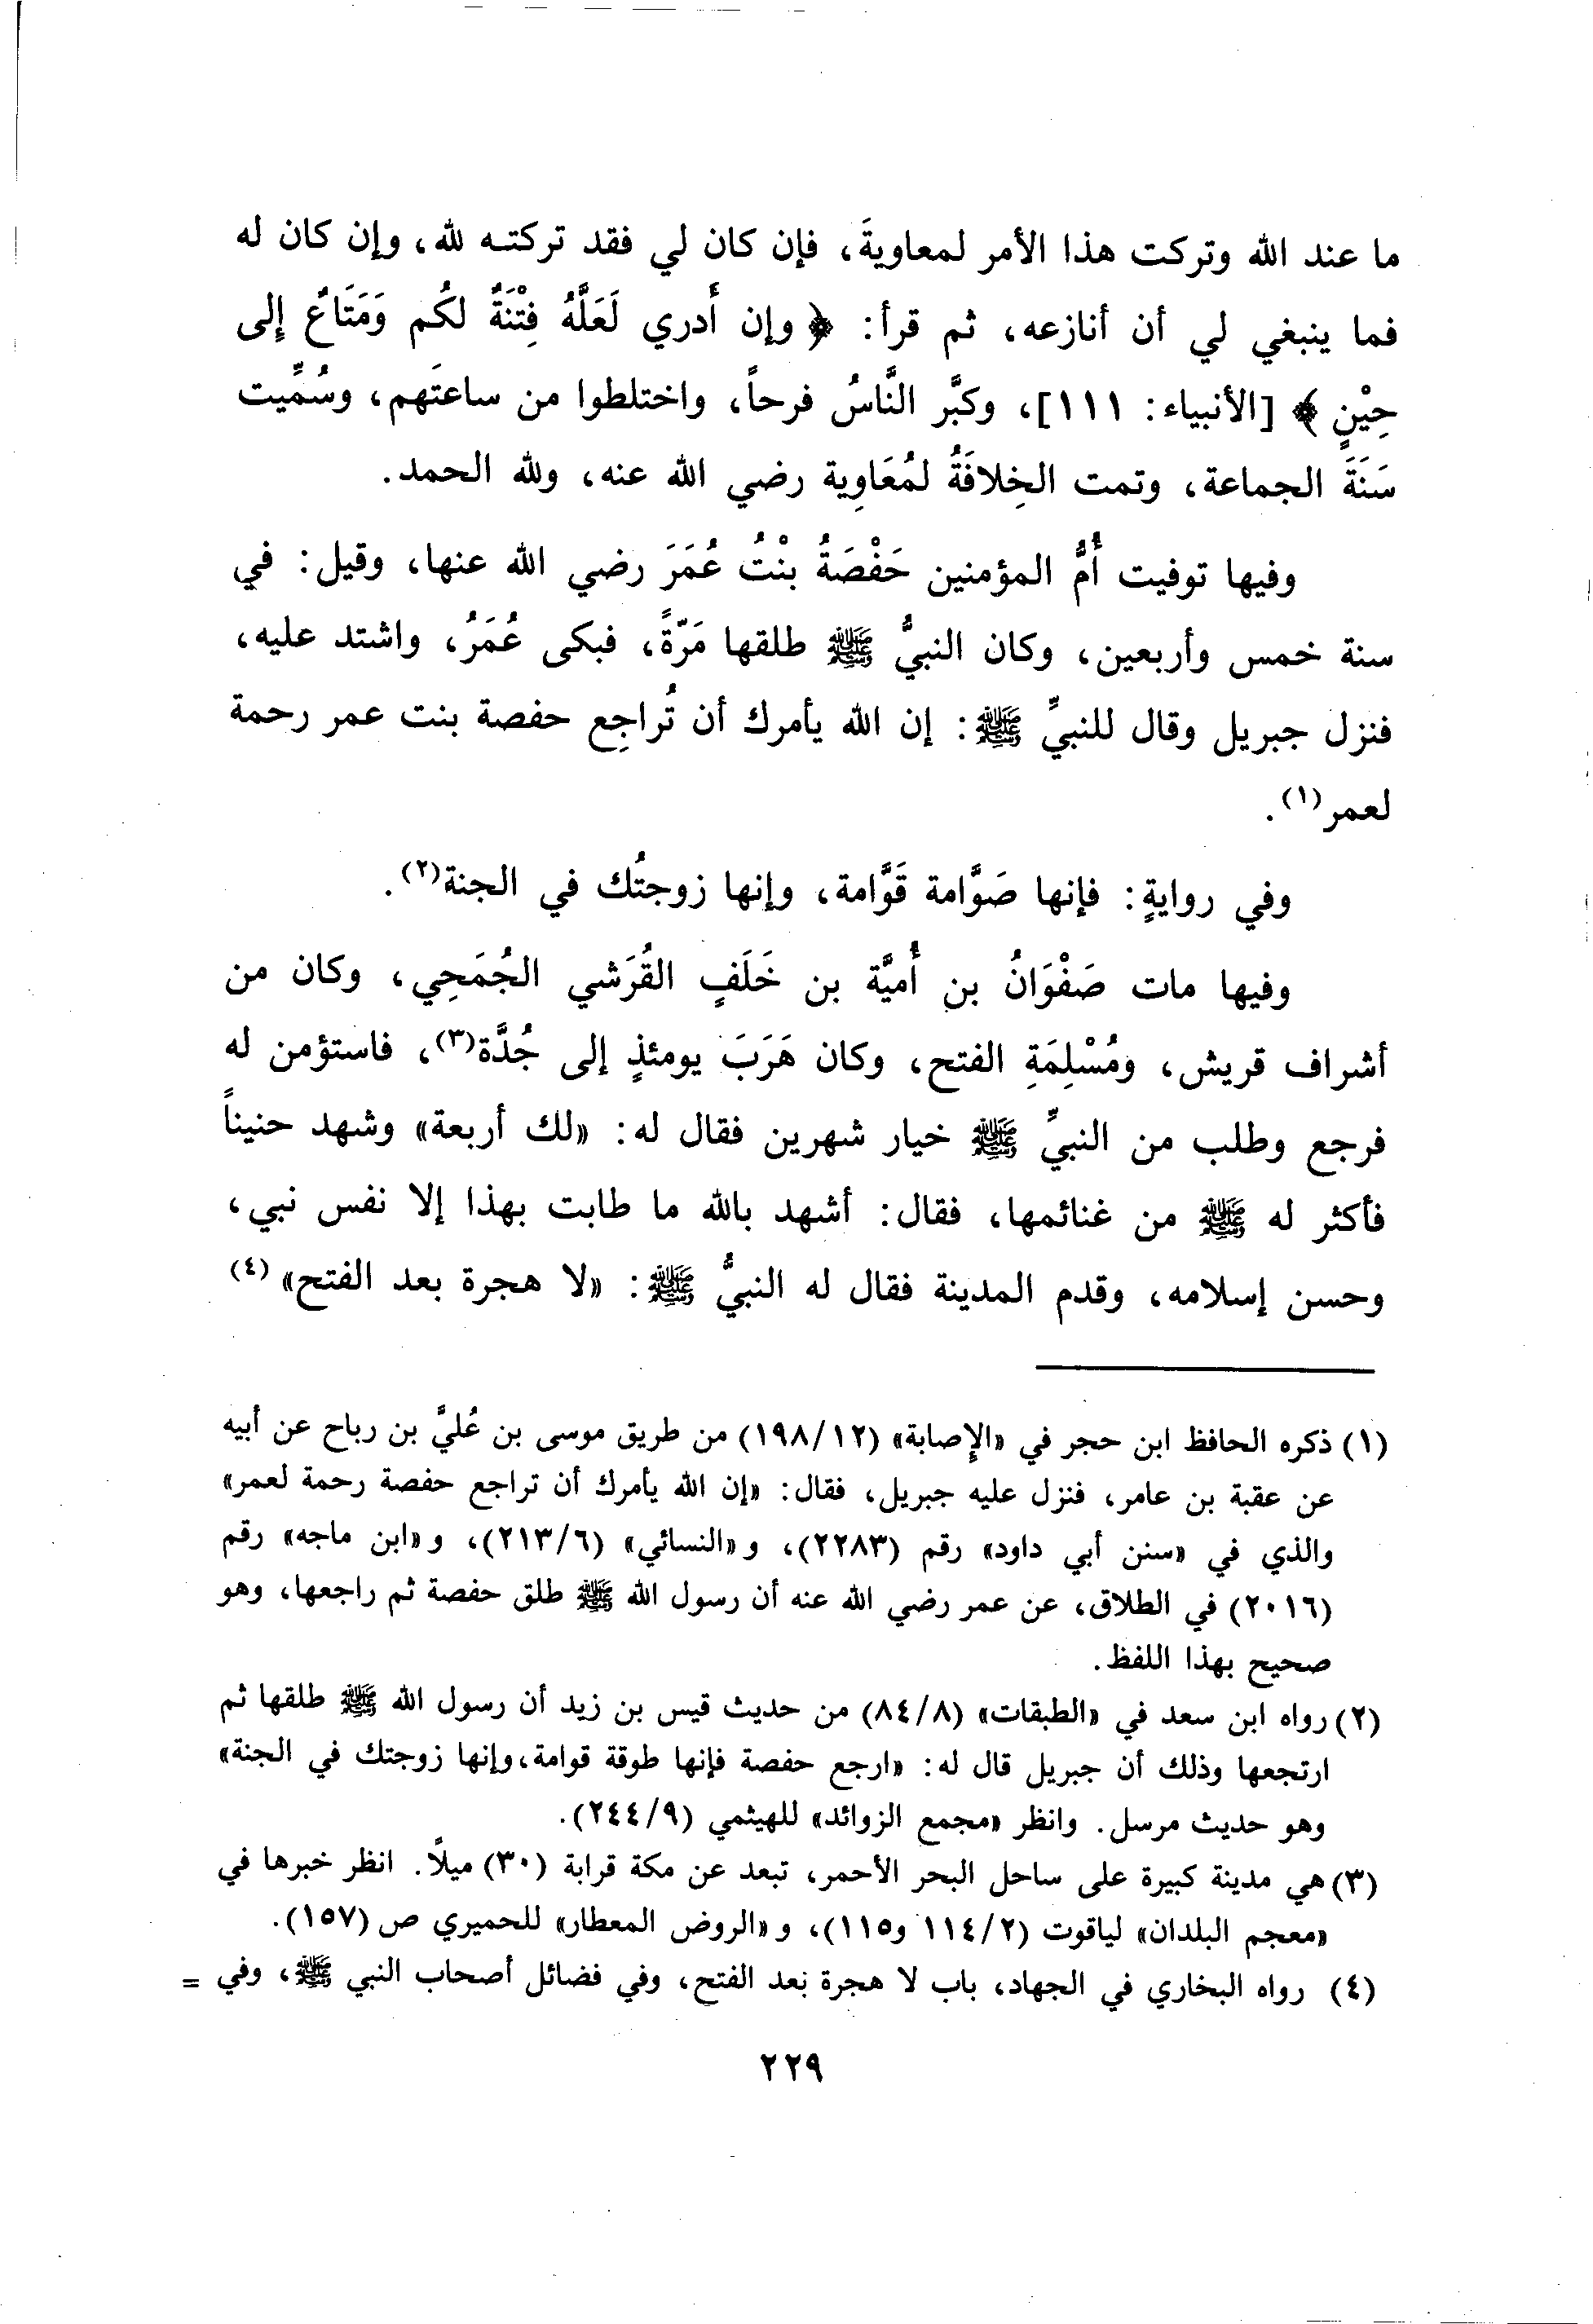 ما عند الله وتركت هذا الأمر لمعاويةَ، فإن كان لي فقد تركتـه لله، وإن كان له
فما ينبغي لي أن أنازعه، ثم قرأ: ﴿ وإن أَدري لَعَلَّهُ فِتْنَةٌ لكُم وَمَتَاعٌ إلى
حِيْنٍ ﴾ [الأنبياء: ١١١]، وكبَّر النَّاسُ فرحاً، واختلطوا من ساعتَهم، وسُمِّيت
سَنَةَ الجماعة، وتمت الخِلافَةُ لمُعَاوِية رضي الله عنه، ولله الحمد.
وفيها توفيت أُمُّ المؤمنين حَفْصَةُ بنْتُ عُمَرَ رضي الله عنها، وقيل: في
سنة خمس وأربعين، وكان النبيُّ ﷺ طلقها مَرّةً، فبكى عُمَرُ، واشتد عليه،
فنزل جبريل وقال للنبيِّ ﷺ: إن الله يأمرك أن تُراجِع حفصة بنت عمر رحمة
لعمر(١).
وفي روايةٍ: فإنها صَوَّامة قَوَّامة، وإنها زوجتُك في الجنة(٢).
وفيها مات صَفْوَانُ بن أُميَّة بن خَلَفٍ القُرَشي الجُمَحِي، وكان من
أشراف قريش، ومُسْلِمَةِ الفتح، وكان هَرَبَ يومئذٍ إلى جُدَّة(٣)، فاستؤمن له
فرجع وطلب من النبيِّ ﷺ خيار شهرين فقال له: «لك أربعة» وشهد حنيناً
فأكثر له ﷺ من غنائمها، فقال: أشهد بالله ما طابت بهذا إلا نفس نبي،
وحسن إسلامه، وقدم المدينة فقال له النبيُّ ﷺ: «لا هجرة بعد الفتح»(٤)
(١) ذكره الحافظ ابن حجر في «الإصابة» (١٩٨/١٢) من طريق موسى بن عُليَّ بن رباح عن أبيه
عن عقبة بن عامر، فنزل عليه جبريل، فقال: «إن الله يأمرك أن تراجع حفصة رحمة لعمر»
والذي في «سنن أبي داود» رقم (٢٢٨٣)، و«النسائي» (٢١٣/٦)، و«ابن ماجه» رقم
(٢٠١٦) في الطلاق، عن عمر رضي الله عنه أن رسول الله ﷺ طلق حفصة ثم راجعها، وهو
صحيح بهذا اللفظ.
(٢) رواه ابن سعد في «الطبقات» (٨٤/٨) من حديث قيس بن زيد أن رسول الله ﷺ طلقها ثم
ارتجعها وذلك أن جبريل قال له: «ارجع حفصة فإنها طوقة قوامة، وإنها زوجتك في الجنة»
وهو حديث مرسل. وانظر «مجمع الزوائد» للهيثمي (٢٤٤/٩).
(٣) هي مدينة كبيرة على ساحل البحر الأحمر، تبعد عن مكة قرابة (٣٠) ميلاً. انظر خبرها في
«معجم البلدان» لياقوت (١١٤/٢ و١١٥)، و«الروض المعطار» للحميري ص (١٥٧).
(٤) رواه البخاري في الجهاد، باب لا هجرة بعد الفتح، وفي فضائل أصحاب النبي ﷺ، وفي =
٢٢٩